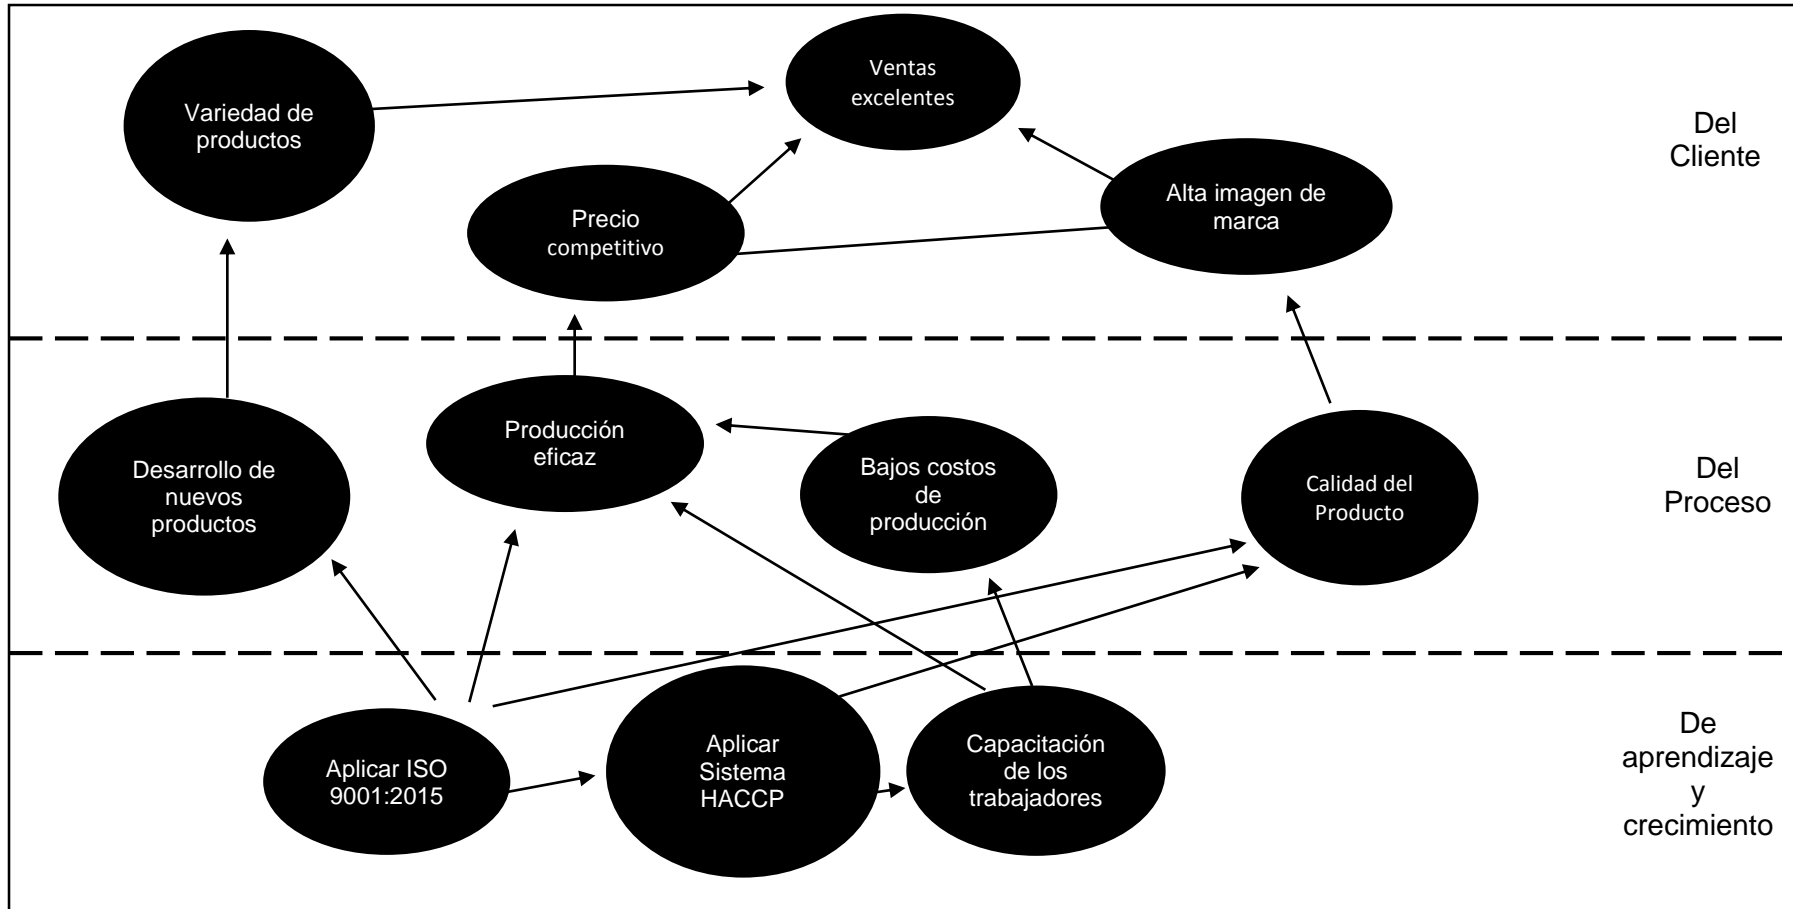 Ventas
excelentes
Variedad de
productos
Del
Cliente
Alta imagen de
marca
Precio
competitivo
Producción
eficaz
Bajos costos
de
producción
Desarrollo de
nuevos
productos
Calidad del
Producto
Del
Proceso
Aplicar ISO
9001:2015
Aplicar
Sistema
HACCP
Capacitación
de los
trabajadores
De
aprendizaje
y
crecimiento